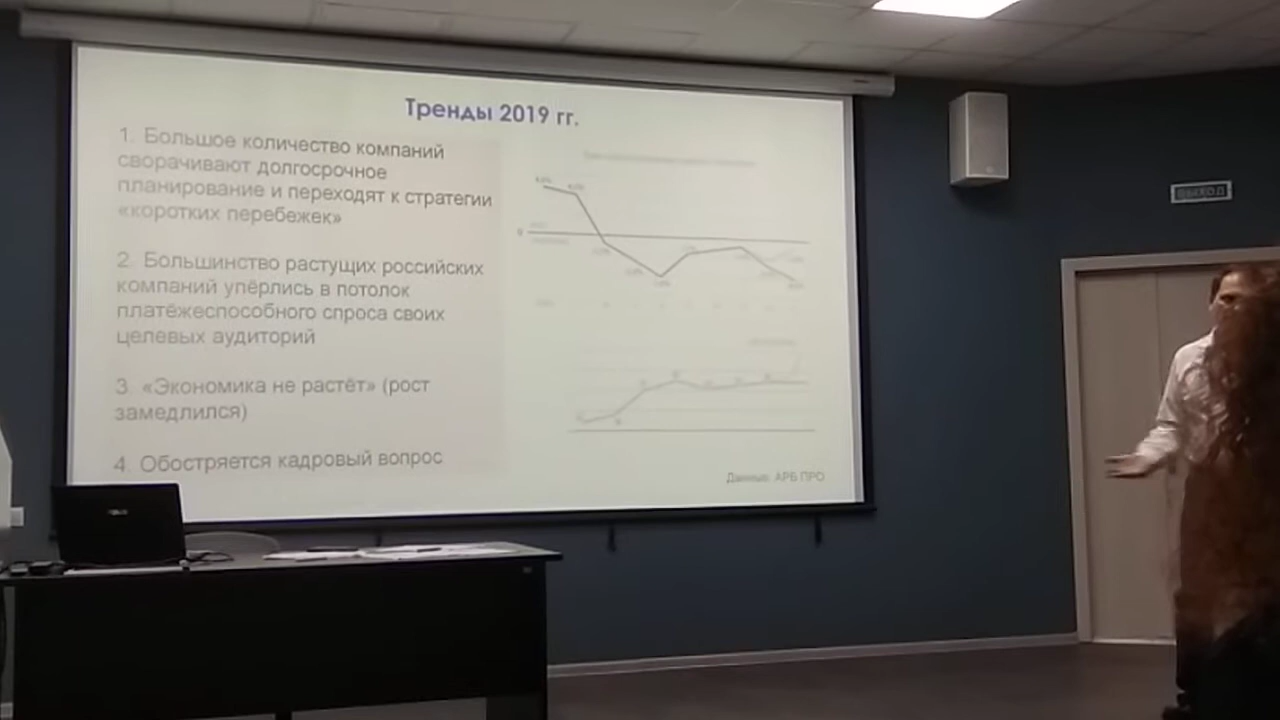 Тренды 2019 гг.
1. Большое количество компаний
сворачивают долгосрочное
планирование и переходят к стратегии
«коротких перебежек»
2. Большинство растущих российских
компаний упёрлись в потолок
платёжеспособного спроса своих
целевых аудиторий
3. «Экономика не растёт» (рост
замедлился)
4. Обостряется кадровый вопрос
Данные: АРБ ПРО
ВЫХОД